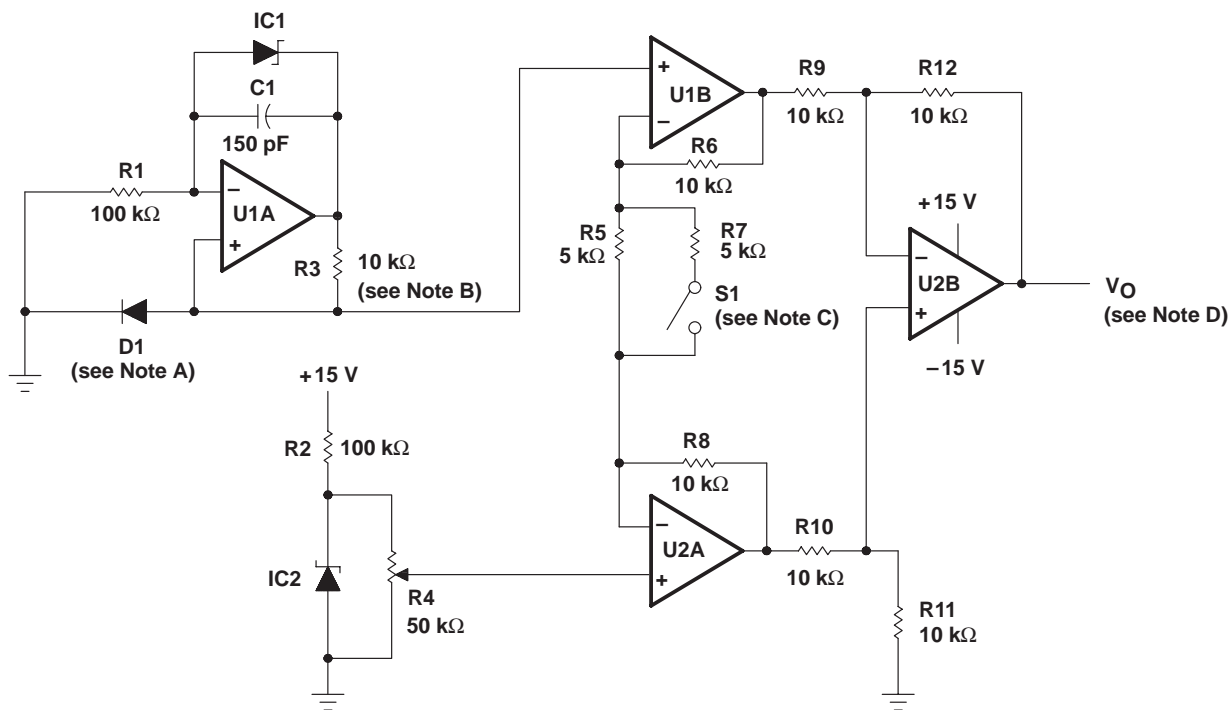 IC1
C1
150 pF
R1
100 kΩ
−
U1A
+
R3
10 kΩ
(see Note B)
D1
(see Note A)
+15 V
R2
100 kΩ
IC2
R4
50 kΩ
+
U1B
−
R6
10 kΩ
R5
5 kΩ
R7
5 kΩ
S1
(see Note C)
R8
10 kΩ
−
U2A
+
R9
10 kΩ
R12
10 kΩ
+15 V
−
U2B
+
−15 V
VO
(see Note D)
R10
10 kΩ
R11
10 kΩ